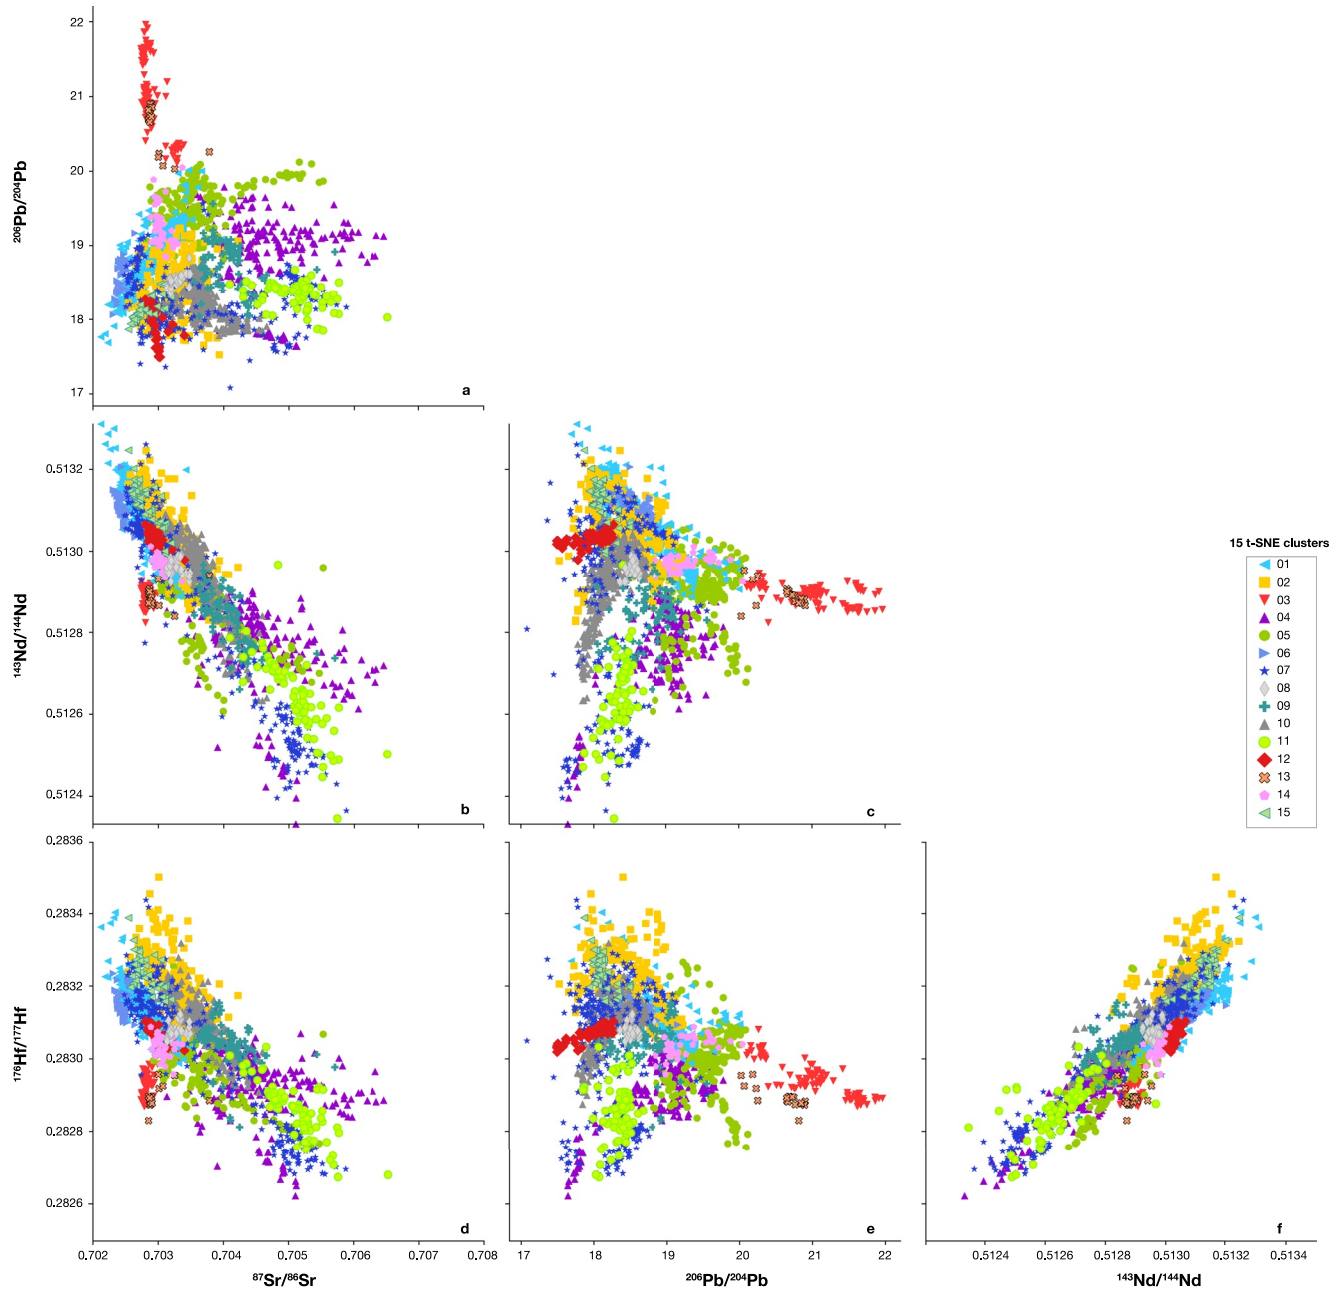 22
21
20
19
18
17
²⁰⁶Pb/²⁰⁴Pb
a
0.5132
0.5130
0.5128
0.5126
0.5124
¹⁴³Nd/¹⁴⁴Nd
b
c
15 t-SNE clusters
01
02
03
04
05
06
07
08
09
10
11
12
13
14
15
0.2836
0.2834
0.2832
0.2830
0.2828
0.2826
¹⁷⁶Hf/¹⁷⁷Hf
d
e
f
0.702 0.703 0.704 0.705 0.706 0.707 0.708
17 18 19 20 21 22
0.5124 0.5126 0.5128 0.5130 0.5132 0.5134
⁸⁷Sr/⁸⁶Sr
²⁰⁶Pb/²⁰⁴Pb
¹⁴³Nd/¹⁴⁴Nd